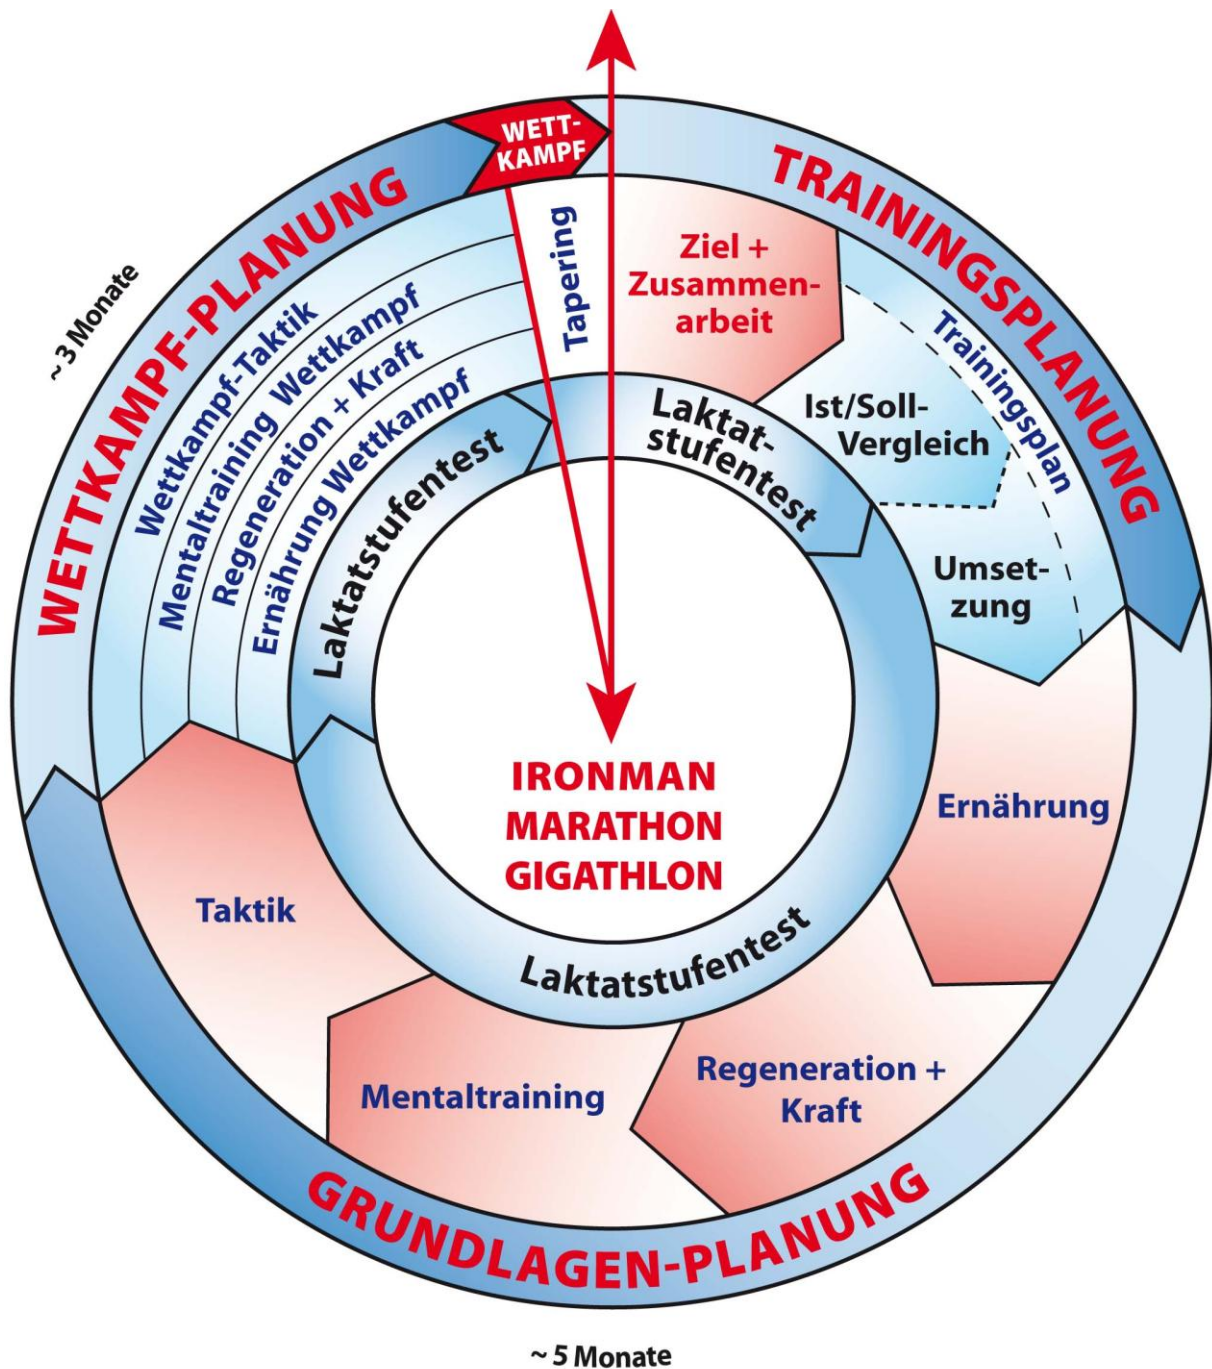 WETT-
KAMPF
TRAININGSPLANUNG
WETTKAMPF-PLANUNG
~ 3 Monate
Tapering
Ziel +
Zusammen-
arbeit
Trainingsplan
Ist/Soll-
Vergleich
Umset-
zung
Laktat-
stufentest
Wettkampf-Taktik
Mentaltraining Wettkampf
Regeneration + Kraft
Ernährung Wettkampf
Laktatstufentest
IRONMAN
MARATHON
GIGATHLON
Ernährung
Taktik
Laktatstufentest
Regeneration +
Kraft
Mentaltraining
GRUNDLAGEN-PLANUNG
~ 5 Monate